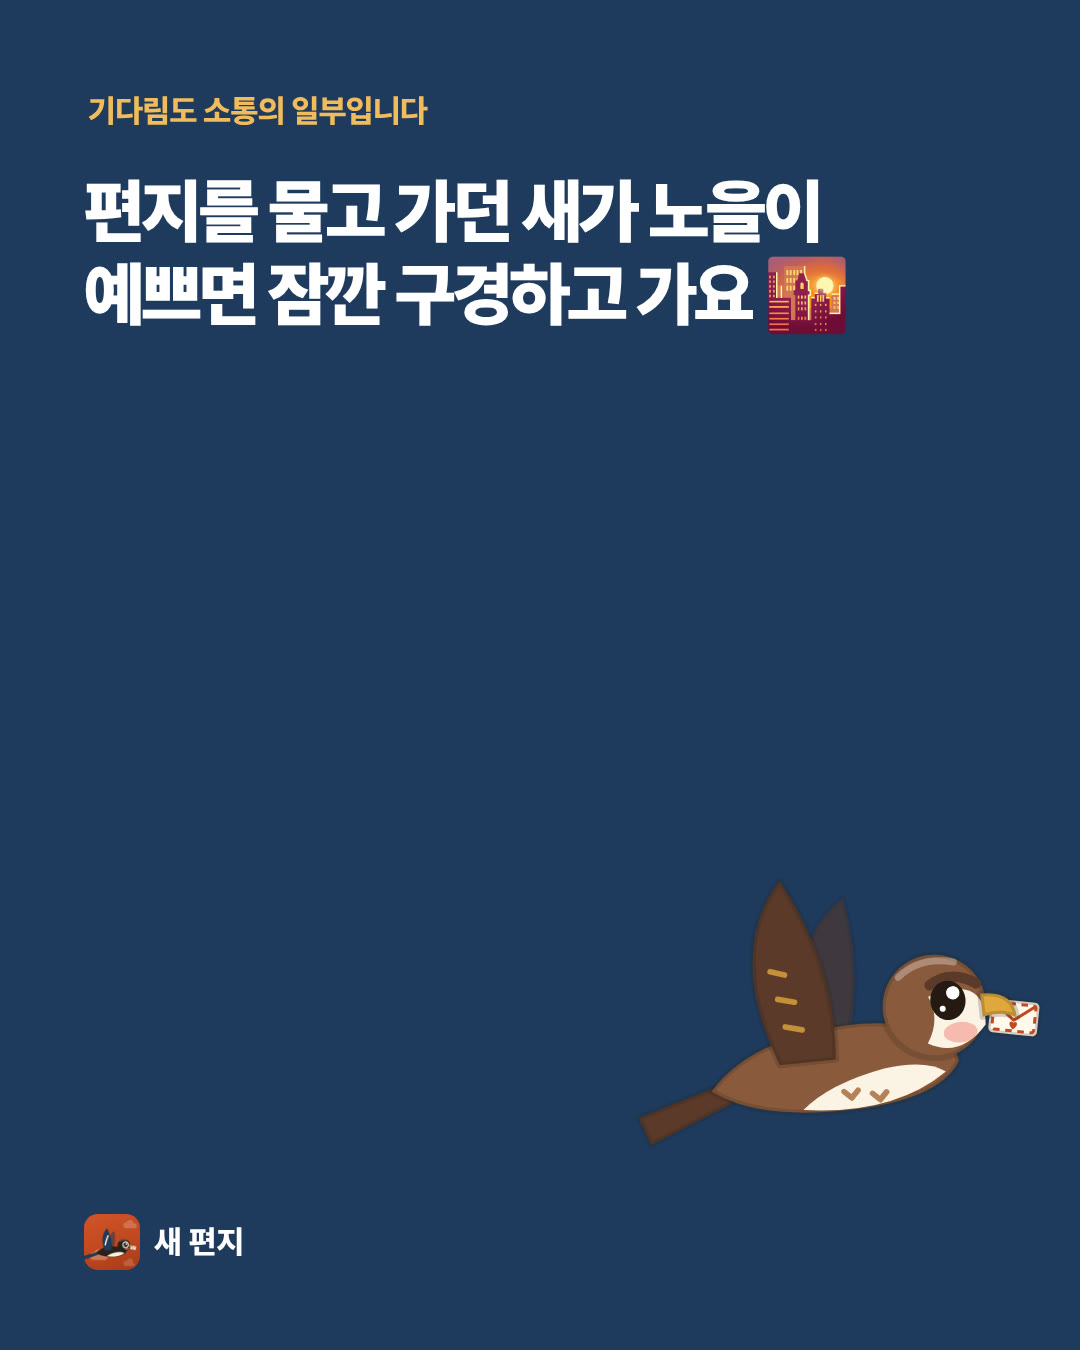 기다림도 소통의 일부입니다
편지를 물고 가던 새가 노을이
예쁘면 잠깐 구경하고 가요 🌇
새 편지